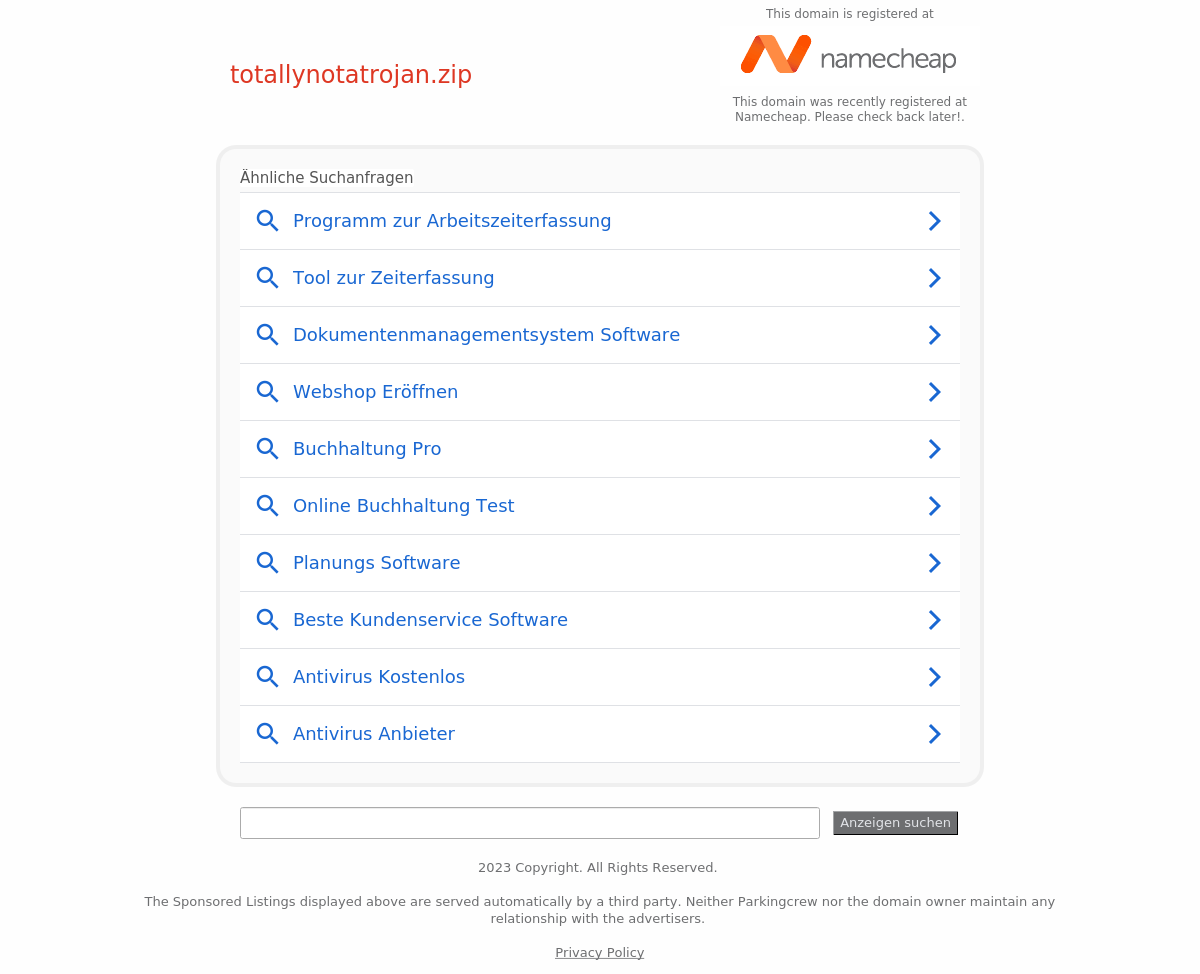 This domain is registered at
namecheap
totallynotatrojan.zip
This domain was recently registered at
Namecheap. Please check back later!.
Ähnliche Suchanfragen
Programm zur Arbeitszeiterfassung
Tool zur Zeiterfassung
Dokumentenmanagementsystem Software
Webshop Eröffnen
Buchhaltung Pro
Online Buchhaltung Test
Planungs Software
Beste Kundenservice Software
Antivirus Kostenlos
Antivirus Anbieter
Anzeigen suchen
2023 Copyright. All Rights Reserved.
The Sponsored Listings displayed above are served automatically by a third party. Neither Parkingcrew nor the domain owner maintain any
relationship with the advertisers.
Privacy Policy